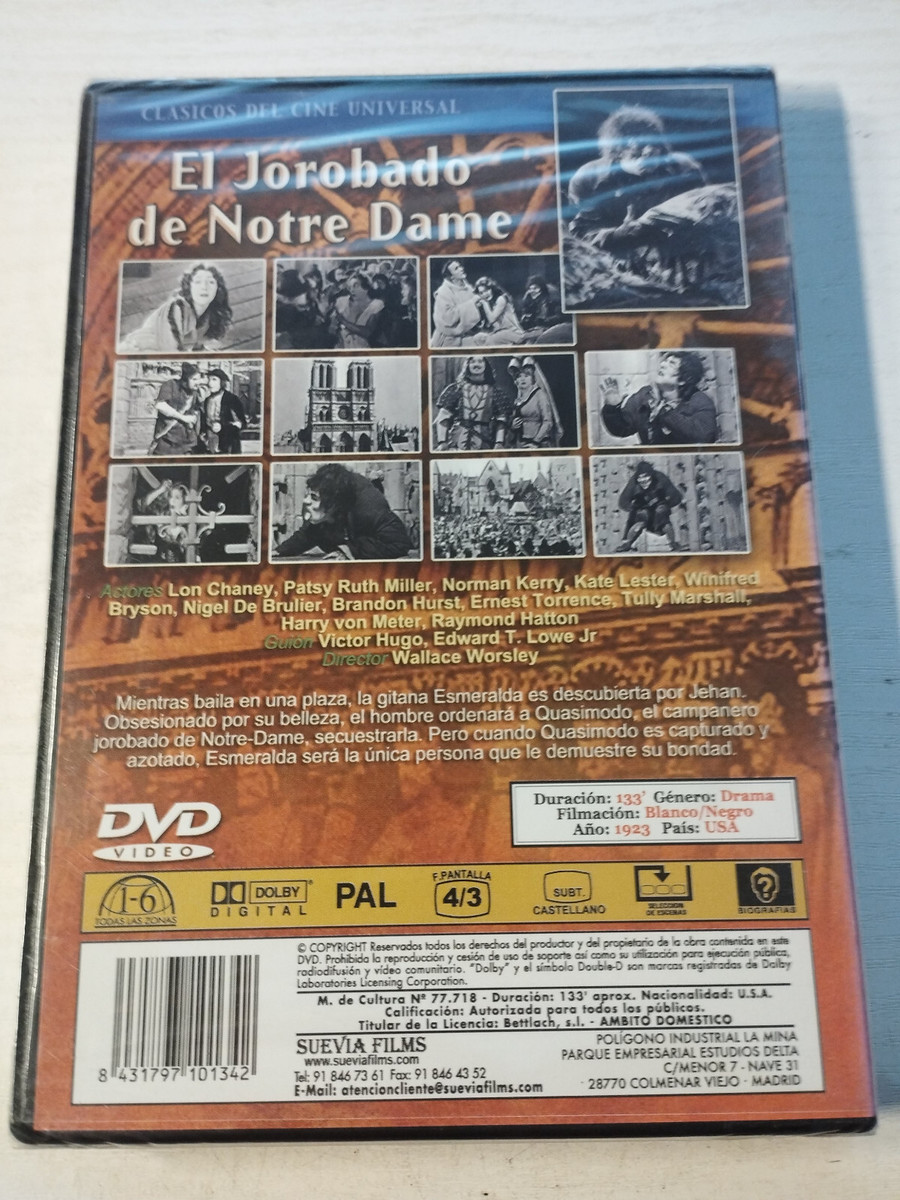 CLASICOS DEL CINE UNIVERSAL
El Jorobado
de Notre Dame
Actores Lon Chaney, Patsy Ruth Miller, Norman Kerry, Kate Lester, Winifred
Bryson, Nigel De Brulier, Brandon Hurst, Ernest Torrence, Tully Marshall,
Harry von Meter, Raymond Hatton
Guión Victor Hugo, Edward T. Lowe Jr
Director Wallace Worsley
Mientras baila en una plaza, la gitana Esmeralda es descubierta por Jehan.
Obsesionado por su belleza, el hombre ordenará a Quasimodo, el campanero
jorobado de Notre-Dame, secuestrarla. Pero cuando Quasimodo es capturado y
azotado, Esmeralda será la única persona que le demuestre su bondad.
DVD
VIDEO
Duración: 133' Género: Drama
Filmación: Blanco/Negro
Año: 1923 País: USA
1-6
TODAS LAS ZONAS
DOLBY
DIGITAL
PAL
F.PANTALLA
4/3
SUBT.
CASTELLANO
SELECCION
DE ESCENAS
BIOGRAFIAS
© COPYRIGHT Reservados todos los derechos del productor y del propietario de la obra contenida en este
DVD. Prohibida la reproducción y cesión de uso de soporte así como su utilización para ejecución pública,
radiodifusión y vídeo comunitario. "Dolby" y el símbolo Double-D son marcas registradas de Dolby
Laboratories Licensing Corporation.
M. de Cultura Nº 77.718 - Duración: 133' aprox. Nacionalidad: U.S.A.
Calificación: Autorizada para todos los públicos.
Titular de la Licencia: Bettlach, s.l. - AMBITO DOMESTICO
SUEVIA FILMS
www.sueviafilms.com
Tel: 91 846 73 61 Fax: 91 846 43 52
E-Mail: atencioncliente@sueviafilms.com
POLÍGONO INDUSTRIAL LA MINA
PARQUE EMPRESARIAL ESTUDIOS DELTA
C/MENOR 7 - NAVE 31
28770 COLMENAR VIEJO - MADRID
8 431797 101342